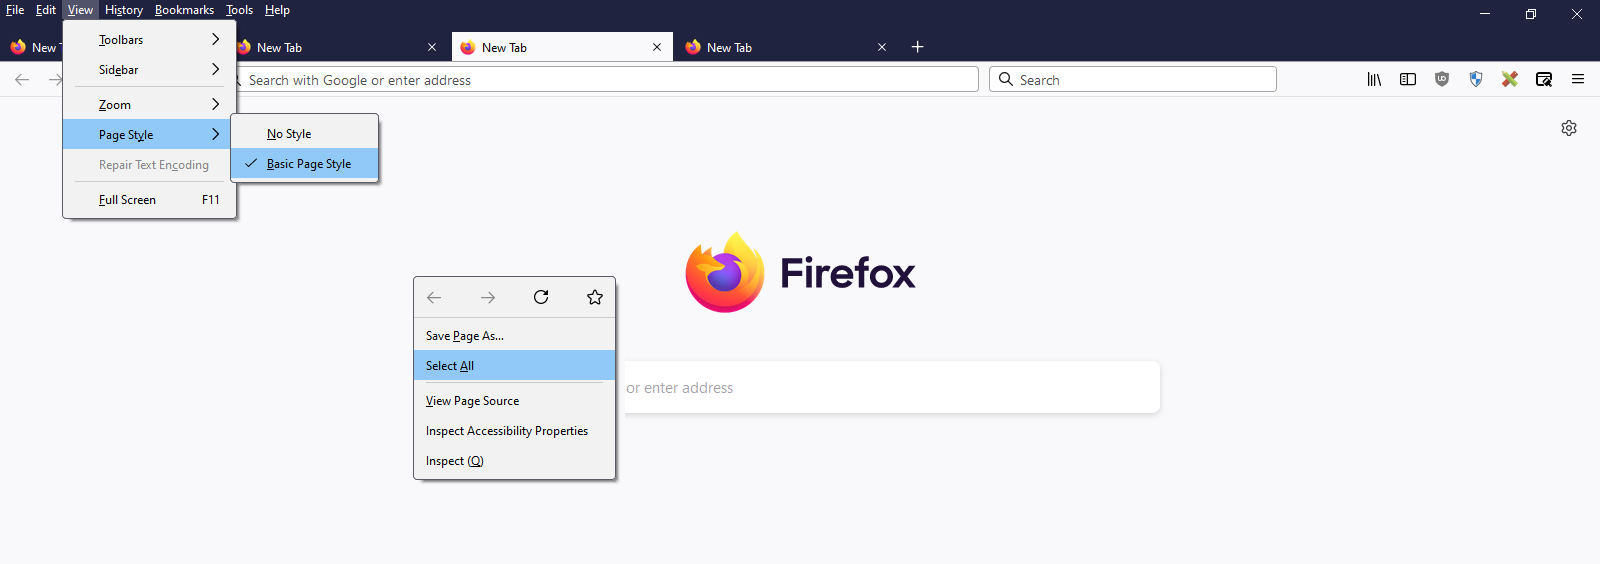 File Edit View History Bookmarks Tools Help
New New Tab New Tab New Tab
Search with Google or enter address Search
Toolbars
Sidebar
Zoom
Page Style
Repair Text Encoding
Full Screen F11
No Style
Basic Page Style
Firefox
Save Page As...
Select All
View Page Source
Inspect Accessibility Properties
Inspect (Q)
or enter address